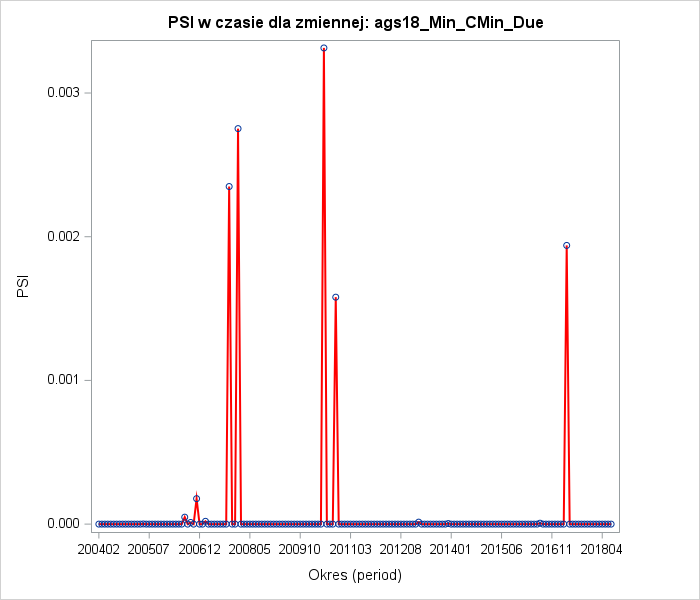 PSI w czasie dla zmiennej: ags18_Min_CMin_Due
0.003
0.002
0.001
0.000
PSI
200402 200507 200612 200805 200910 201103 201208 201401 201506 201611 201804
Okres (period)